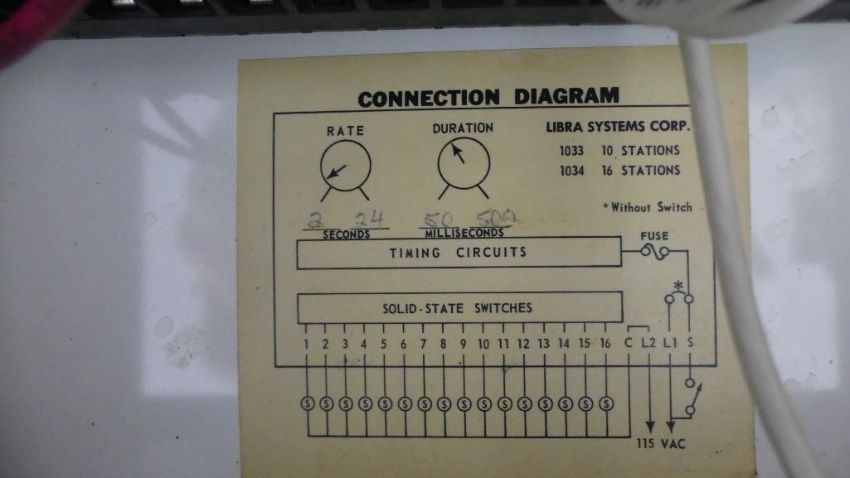 CONNECTION DIAGRAM
RATE
DURATION
LIBRA SYSTEMS CORP.
1033 10 STATIONS
1034 16 STATIONS
*Without Switch
2 24
50 500
SECONDS
MILLISECONDS
FUSE
TIMING CIRCUITS
*
SOLID-STATE SWITCHES
1 2 3 4 5 6 7 8 9 10 11 12 13 14 15 16 C L2 L1 S
S S S S S S S S S S S S S S S S
115 VAC